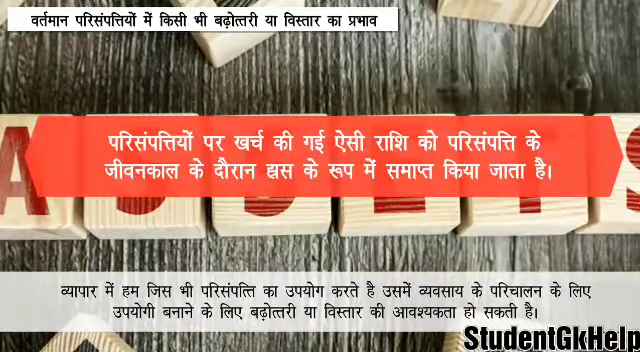 वर्तमान परिसंपत्तियों में किसी भी बढ़ोत्तरी या विस्तार का प्रभाव
परिसंपत्तियों पर खर्च की गई ऐसी राशि को परिसंपत्ति के
जीवनकाल के दौरान ह्रास के रूप में समाप्त किया जाता है।
व्यापार में हम जिस भी परिसंपत्ति का उपयोग करते है उसमें व्यवसाय के परिचालन के लिए
उपयोगी बनाने के लिए बढ़ोत्तरी या विस्तार की आवश्यकता हो सकती है।
StudentGkHelp